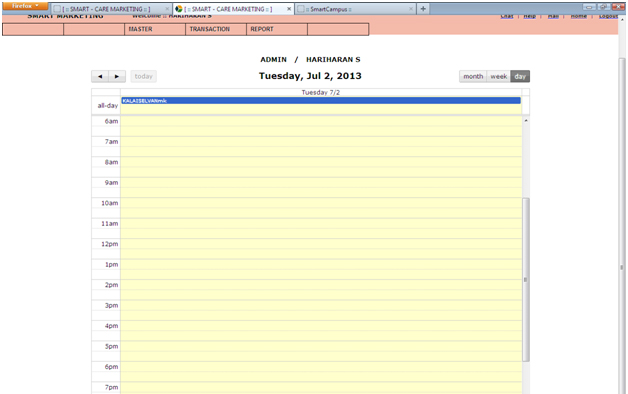 Firefox
[ :: SMART - CARE MARKETING :: ] × [ :: SMART - CARE MARKETING :: ] × :: SmartCampus :: × +
SMART MARKETING Welcome :: HARIHARAN S Chat | Help | Mail | Home | Logout
MASTER TRANSACTION REPORT
ADMIN / HARIHARAN S
◄ ► today Tuesday, Jul 2, 2013 month week day
Tuesday 7/2
all-day
6am
7am
8am
9am
10am
11am
12pm
1pm
2pm
3pm
4pm
5pm
6pm
7pm